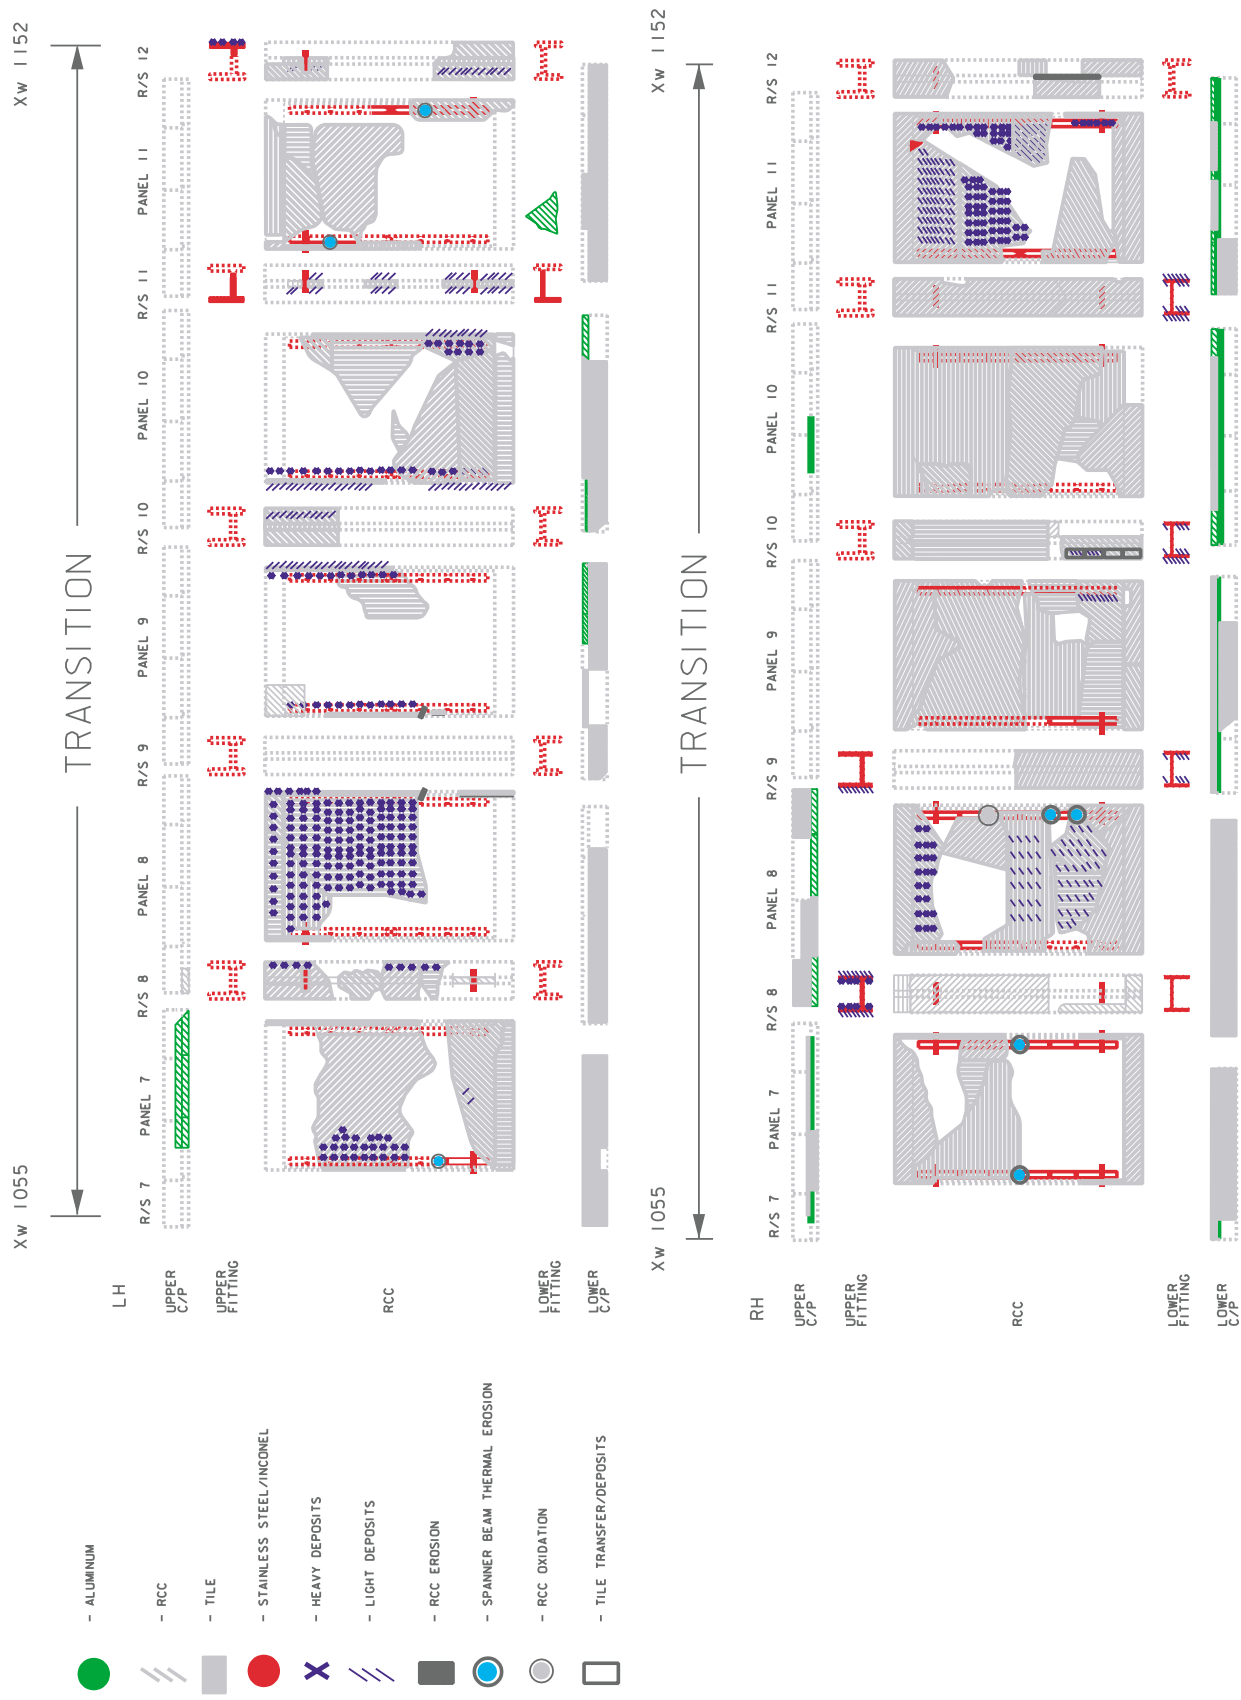 Xw 1152
TRANSITION
Xw 1055
R/S 12
PANEL 11
R/S 11
PANEL 10
R/S 10
PANEL 9
R/S 9
PANEL 8
R/S 8
PANEL 7
R/S 7
LH
UPPER
C/P
UPPER
FITTING
RCC
LOWER
FITTING
LOWER
C/P
Xw 1152
TRANSITION
Xw 1055
R/S 12
PANEL 11
R/S 11
PANEL 10
R/S 10
PANEL 9
R/S 9
PANEL 8
R/S 8
PANEL 7
R/S 7
RH
UPPER
C/P
UPPER
FITTING
RCC
LOWER
FITTING
LOWER
C/P
- ALUMINUM
- RCC
- TILE
- STAINLESS STEEL/INCONEL
- HEAVY DEPOSITS
- LIGHT DEPOSITS
- RCC EROSION
- SPANNER BEAM THERMAL EROSION
- RCC OXIDATION
- TILE TRANSFER/DEPOSITS